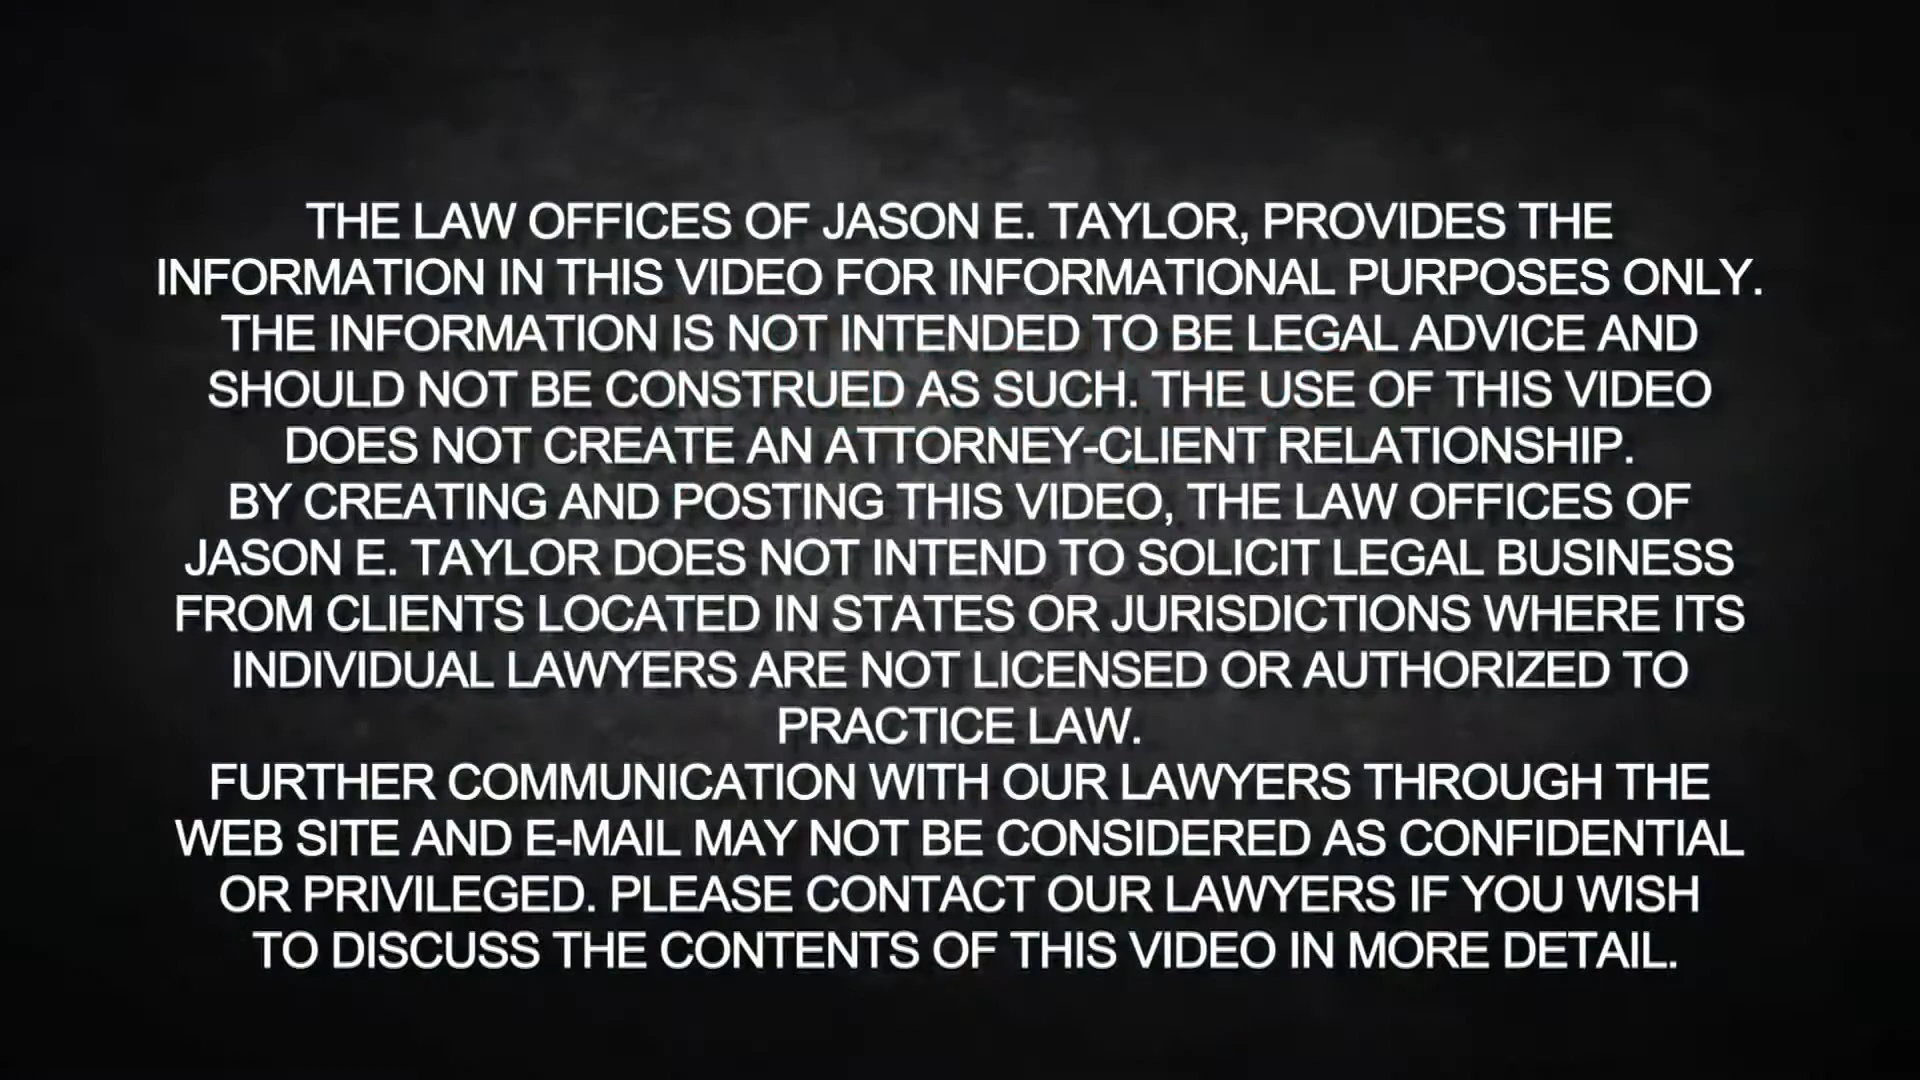 THE LAW OFFICES OF JASON E. TAYLOR, PROVIDES THE
INFORMATION IN THIS VIDEO FOR INFORMATIONAL PURPOSES ONLY.
THE INFORMATION IS NOT INTENDED TO BE LEGAL ADVICE AND
SHOULD NOT BE CONSTRUED AS SUCH. THE USE OF THIS VIDEO
DOES NOT CREATE AN ATTORNEY-CLIENT RELATIONSHIP.
BY CREATING AND POSTING THIS VIDEO, THE LAW OFFICES OF
JASON E. TAYLOR DOES NOT INTEND TO SOLICIT LEGAL BUSINESS
FROM CLIENTS LOCATED IN STATES OR JURISDICTIONS WHERE ITS
INDIVIDUAL LAWYERS ARE NOT LICENSED OR AUTHORIZED TO
PRACTICE LAW.
FURTHER COMMUNICATION WITH OUR LAWYERS THROUGH THE
WEB SITE AND E-MAIL MAY NOT BE CONSIDERED AS CONFIDENTIAL
OR PRIVILEGED. PLEASE CONTACT OUR LAWYERS IF YOU WISH
TO DISCUSS THE CONTENTS OF THIS VIDEO IN MORE DETAIL.